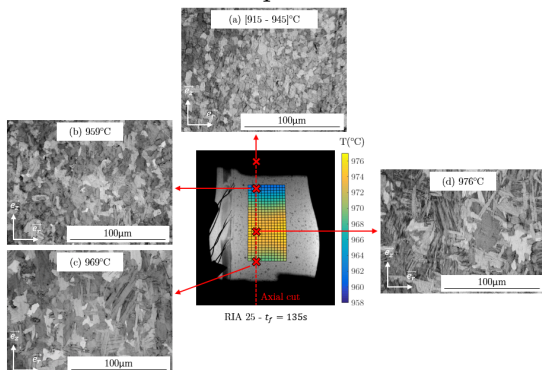 (a) [915 - 945]°C
100μm
(b) 959°C
100μm
(c) 969°C
100μm
T(°C)
976
974
972
970
968
966
964
962
960
958
(d) 976°C
100μm
Axial cut
RIA 25 - t_f = 135s